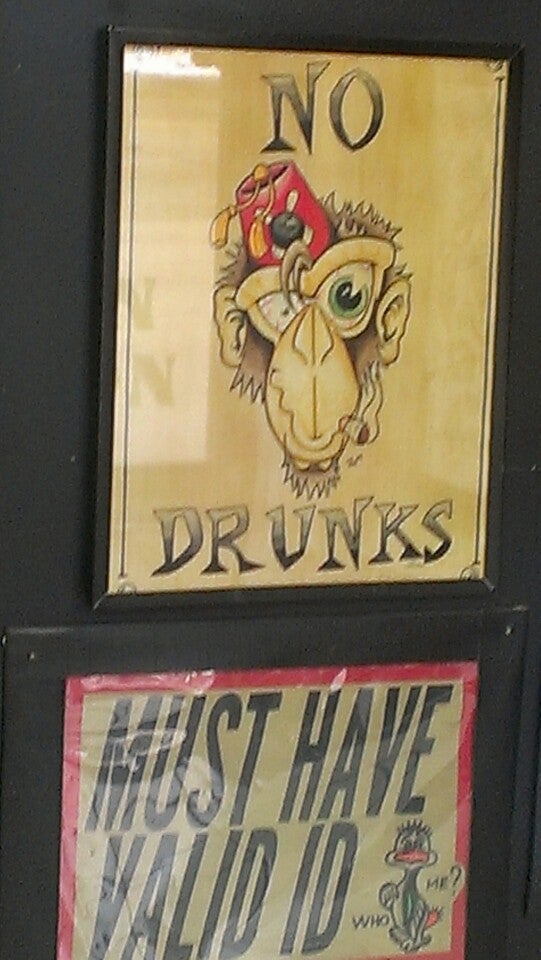 NO
DRUNKS
MUST HAVE
VALID ID
WHO ME?